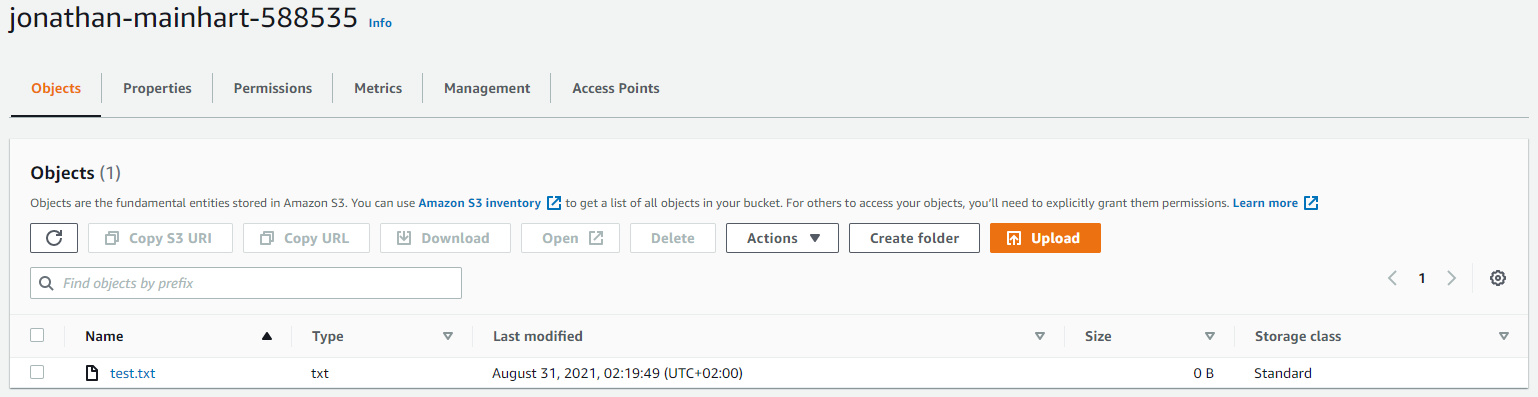 jonathan-mainhart-588535 Info
Objects Properties Permissions Metrics Management Access Points
Objects (1)
Objects are the fundamental entities stored in Amazon S3. You can use Amazon S3 inventory to get a list of all objects in your bucket. For others to access your objects, you'll need to explicitly grant them permissions. Learn more
Copy S3 URI Copy URL Download Open Delete Actions Create folder Upload
Find objects by prefix 1
Name Type Last modified Size Storage class
test.txt txt August 31, 2021, 02:19:49 (UTC+02:00) 0 B Standard